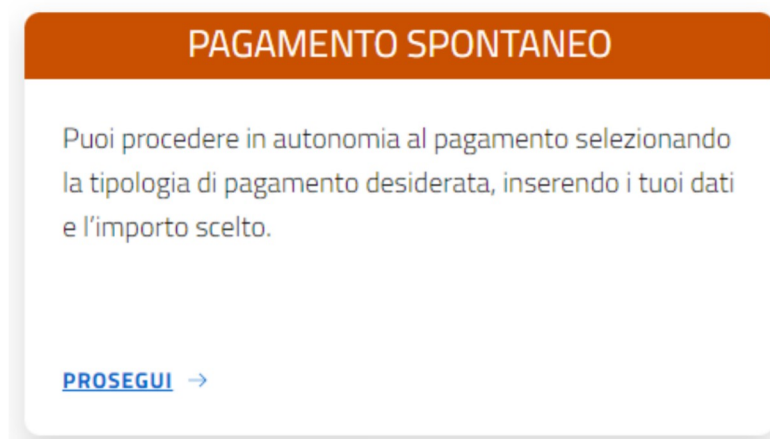 PAGAMENTO SPONTANEO
Puoi procedere in autonomia al pagamento selezionando
la tipologia di pagamento desiderata, inserendo i tuoi dati
e l’importo scelto.
PROSEGUI →